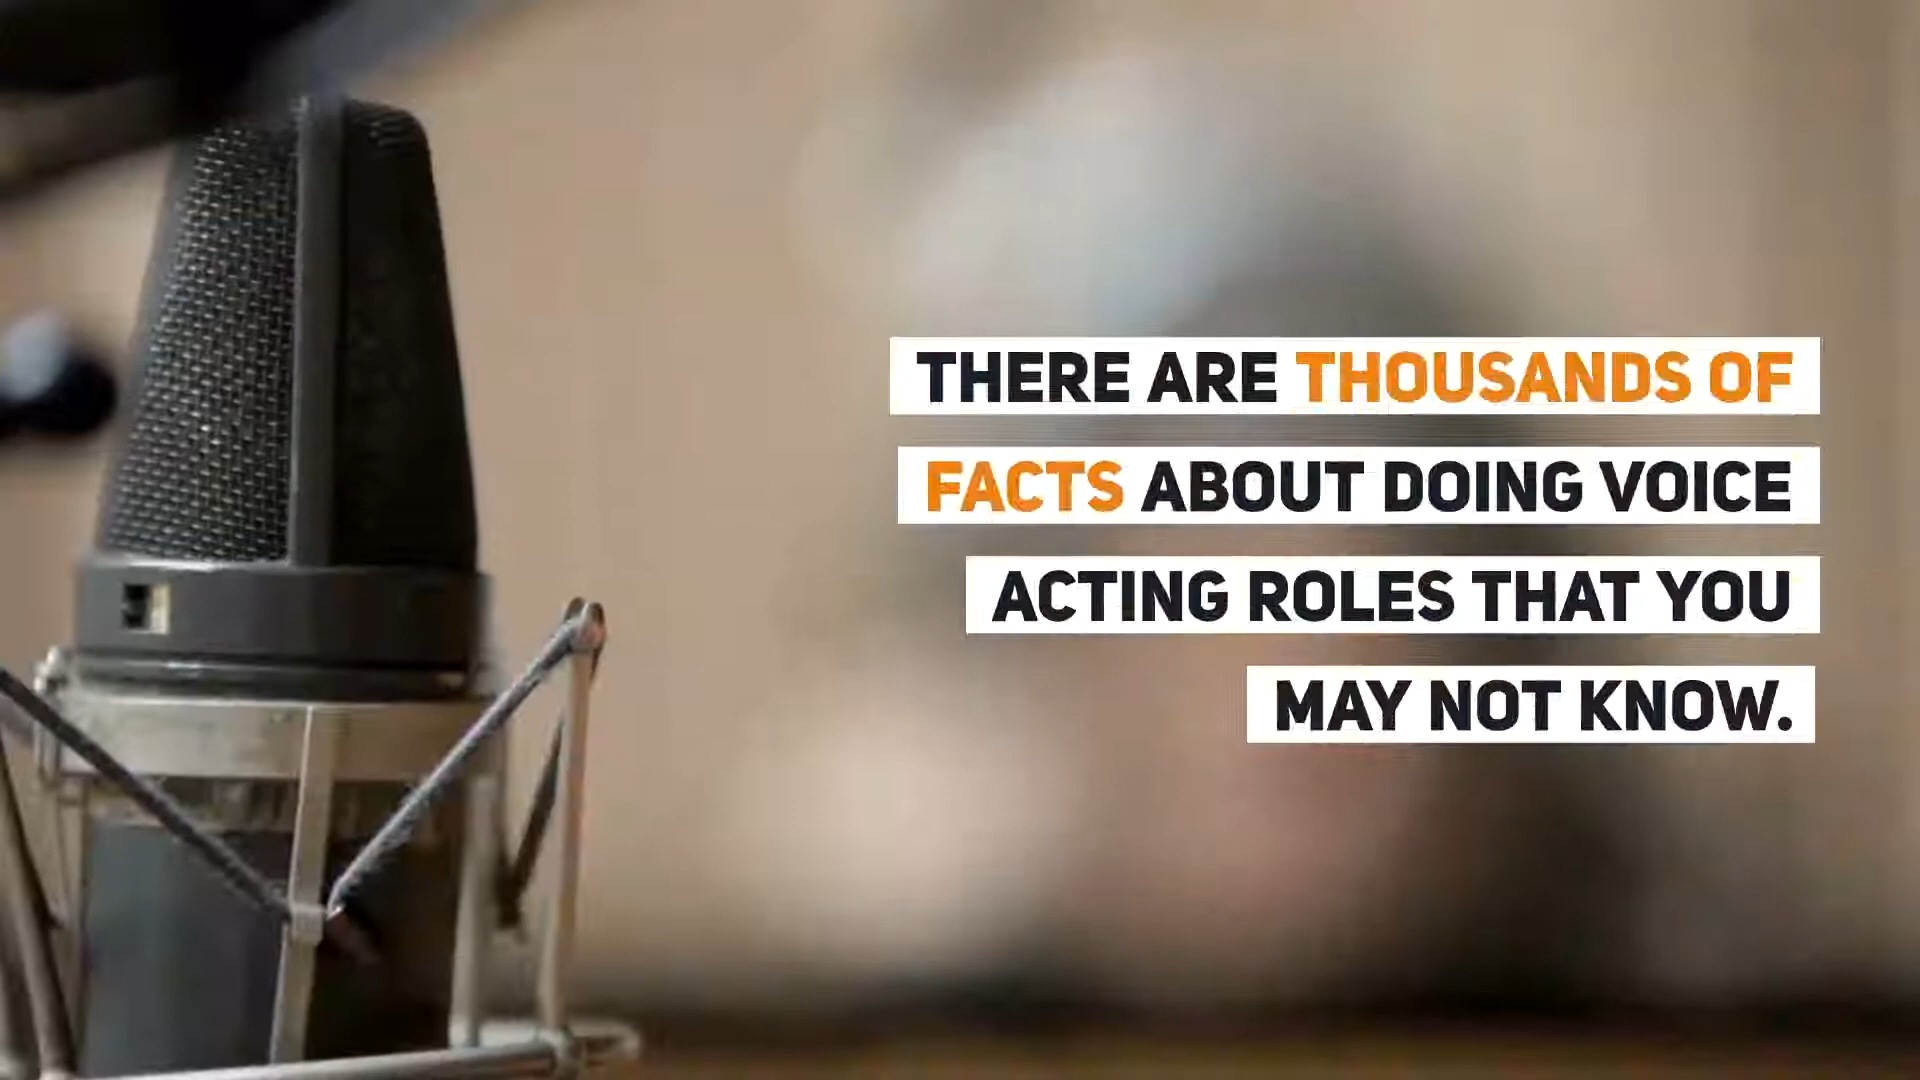 THERE ARE THOUSANDS OF
FACTS ABOUT DOING VOICE
ACTING ROLES THAT YOU
MAY NOT KNOW.